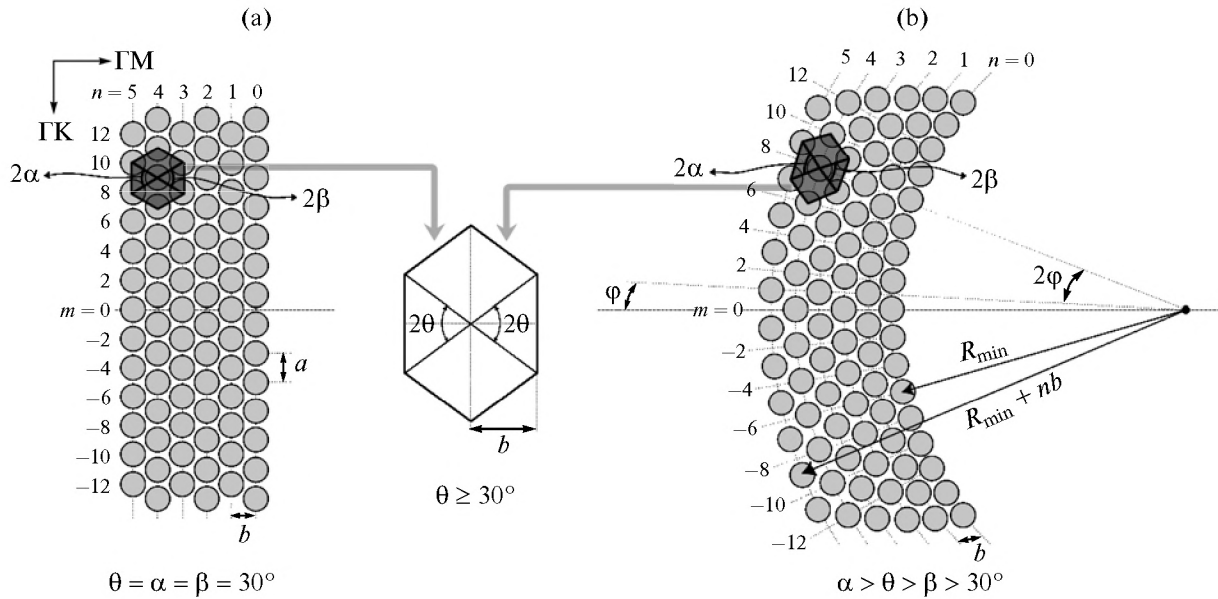 (a)
ΓM
ΓK
n = 5 4 3 2 1 0
12
10
8
6
4
2
m = 0
−2
−4
−6
−8
−10
−12
2α
2β
a
b
2θ 2θ
b
θ ≥ 30°
θ = α = β = 30°
(b)
5 4 3 2 1 n = 0
12
10
8
6
4
2
m = 0
−2
−4
−6
−8
−10
−12
2α
2β
φ
2φ
R min
R min + nb
b
α > θ > β > 30°